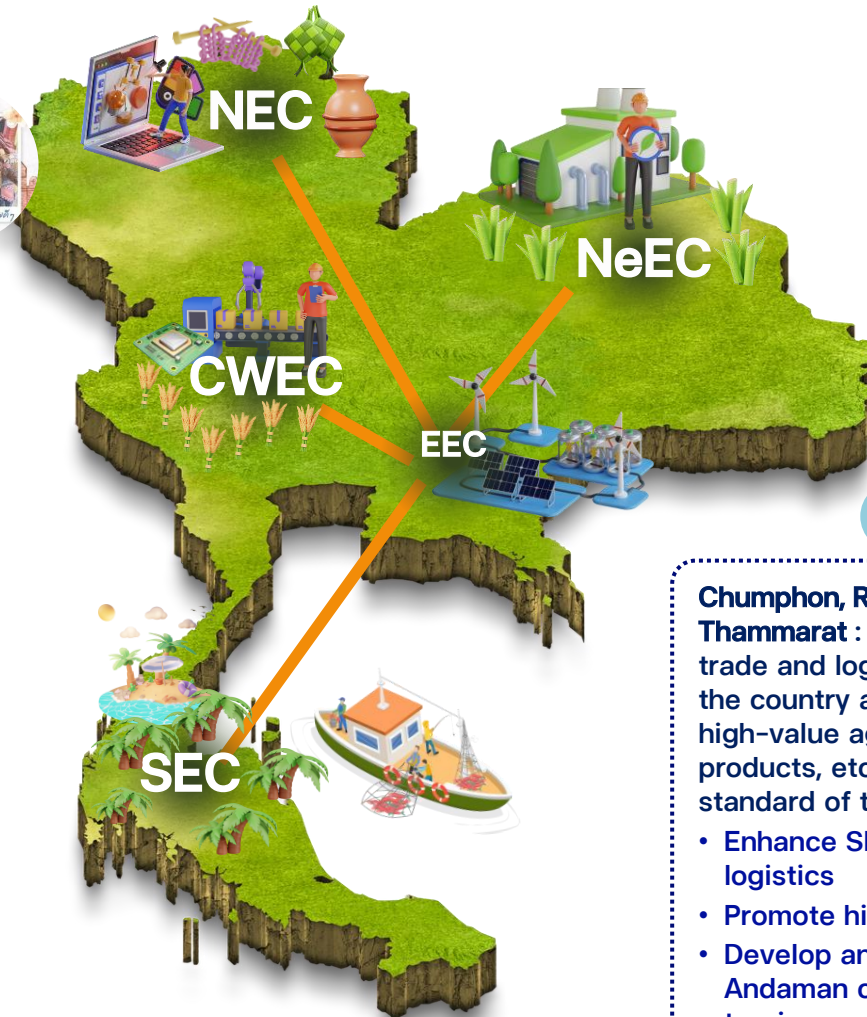 NEC
NeEC
CWEC
EEC
SEC
Chumphon, R
Thammarat :
trade and log
the country a
high-value ag
products, etc
standard of t
• Enhance S
logistics
• Promote hi
• Develop an
Andaman c